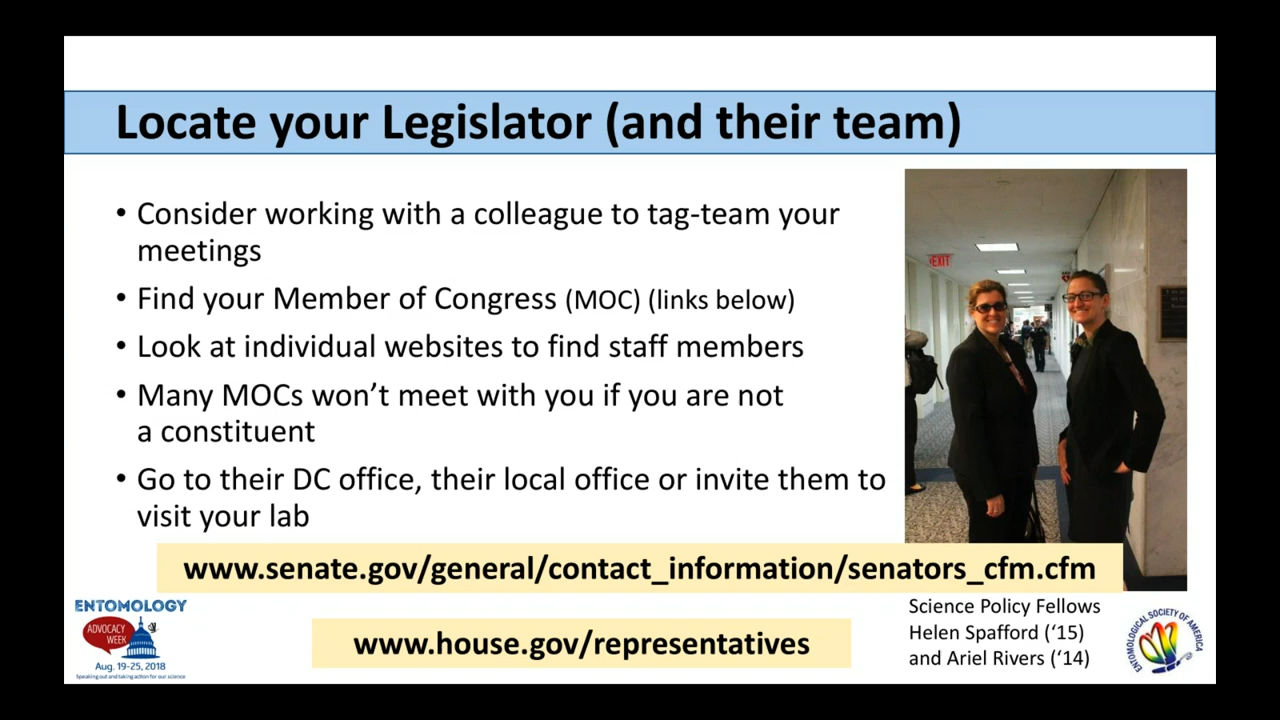 Locate your Legislator (and their team)
• Consider working with a colleague to tag-team your
meetings
• Find your Member of Congress (MOC) (links below)
• Look at individual websites to find staff members
• Many MOCs won’t meet with you if you are not
a constituent
• Go to their DC office, their local office or invite them to
visit your lab
EXIT
www.senate.gov/general/contact_information/senators_cfm.cfm
www.house.gov/representatives
Science Policy Fellows
Helen Spafford (‘15)
and Ariel Rivers (‘14)
ENTOMOLOGY
ADVOCACY
WEEK
Aug. 19-25, 2018
Speaking out and taking action for our science
ENTOMOLOGICAL SOCIETY OF AMERICA